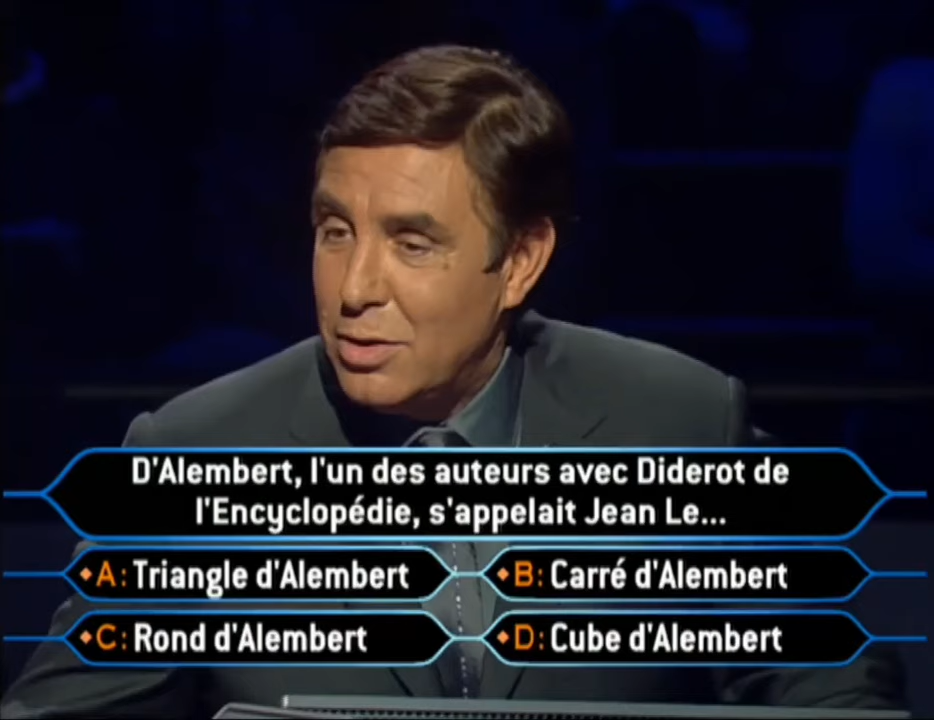 D'Alembert, l'un des auteurs avec Diderot de
l'Encyclopédie, s'appelait Jean Le...
A: Triangle d'Alembert
B: Carré d'Alembert
C: Rond d'Alembert
D: Cube d'Alembert